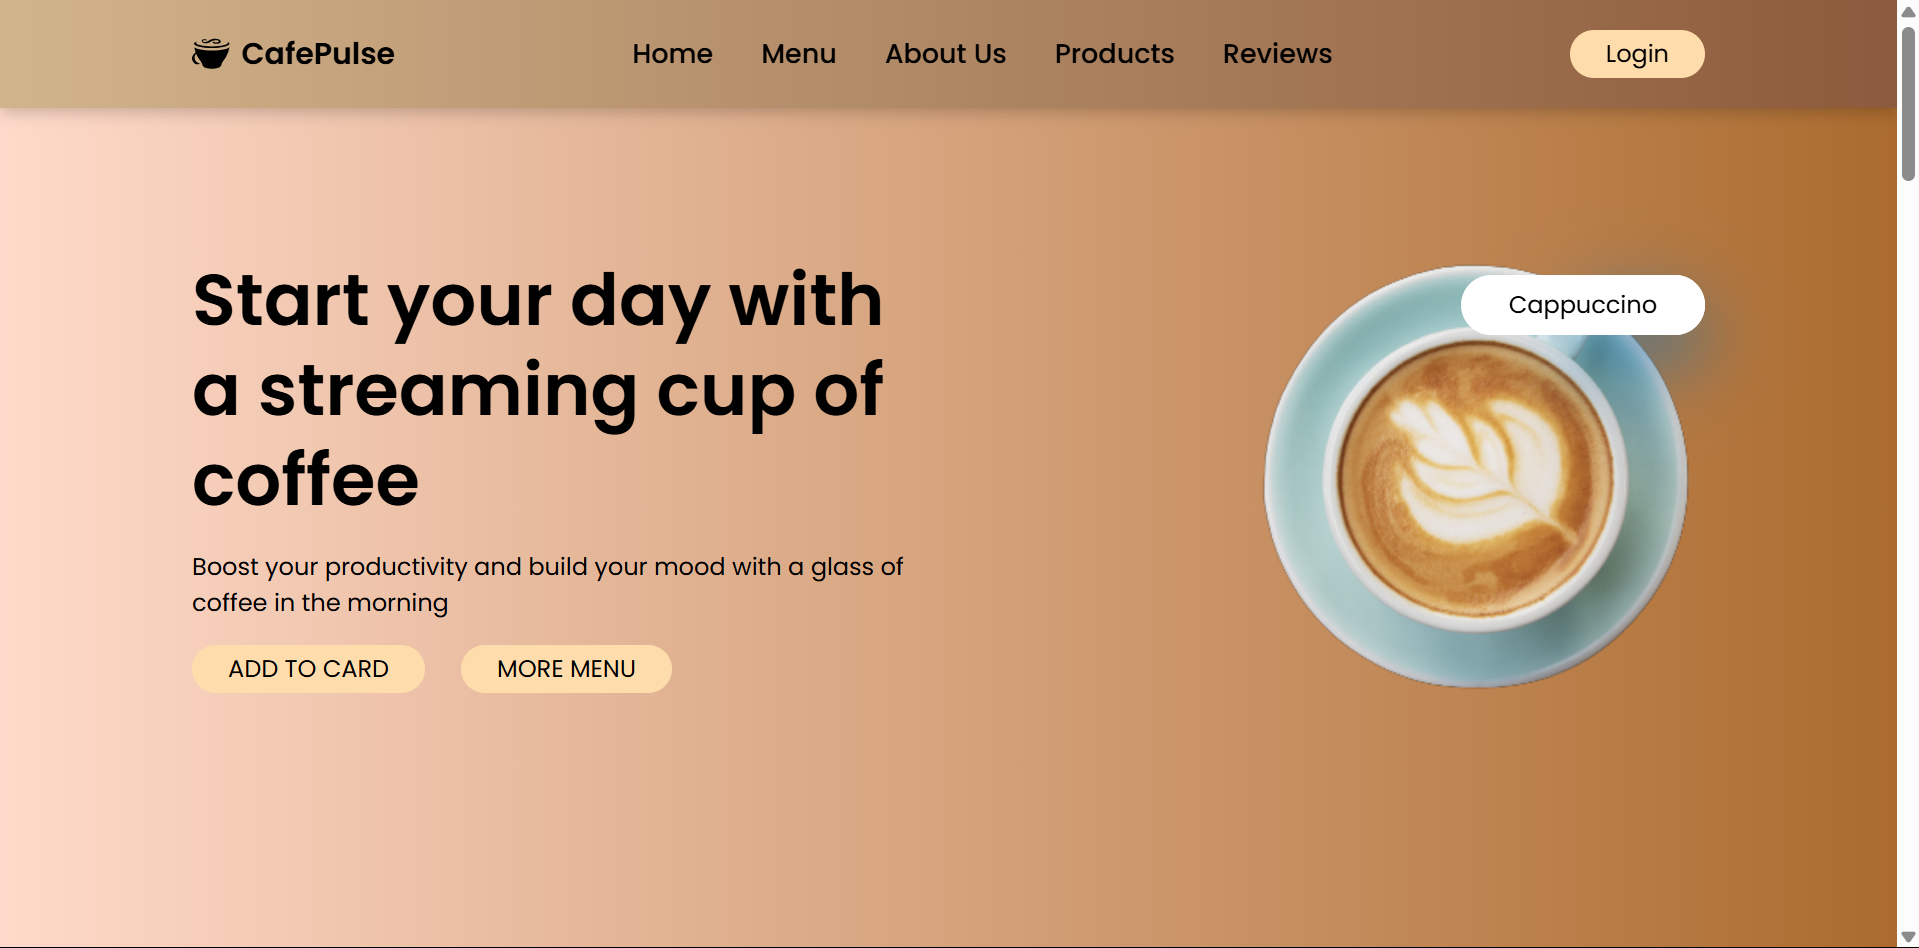 CafePulse
Home Menu About Us Products Reviews
Login
Start your day with
a streaming cup of
coffee
Boost your productivity and build your mood with a glass of
coffee in the morning
ADD TO CARD
MORE MENU
Cappuccino